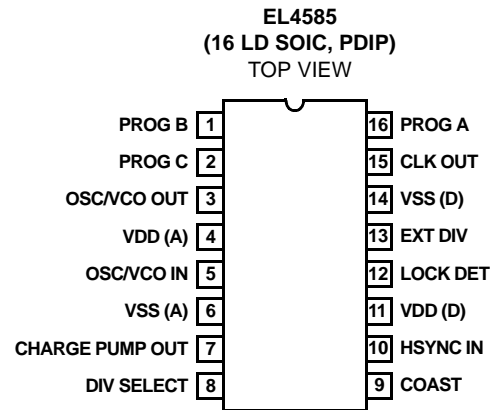 EL4585
(16 LD SOIC, PDIP)
TOP VIEW
PROG B 1 16 PROG A
PROG C 2 15 CLK OUT
OSC/VCO OUT 3 14 VSS (D)
VDD (A) 4 13 EXT DIV
OSC/VCO IN 5 12 LOCK DET
VSS (A) 6 11 VDD (D)
CHARGE PUMP OUT 7 10 HSYNC IN
DIV SELECT 8 9 COAST